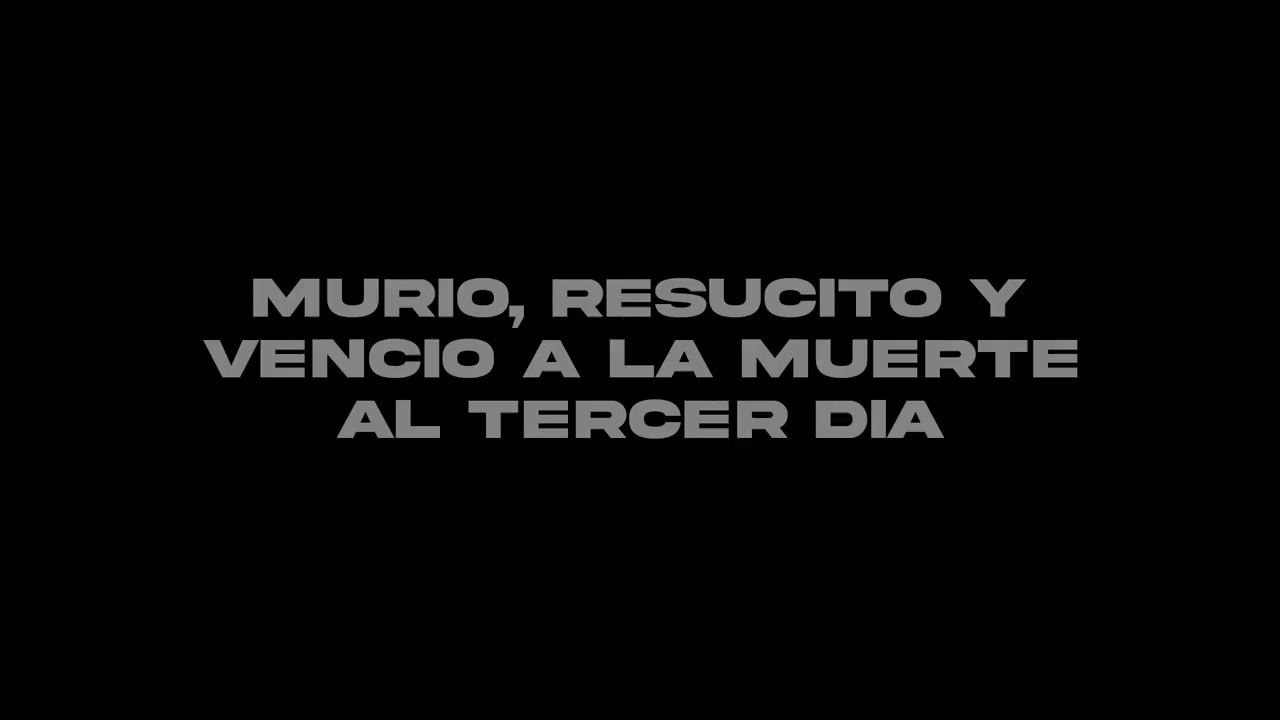 MURIO, RESUCITO Y
VENCIO A LA MUERTE
AL TERCER DIA